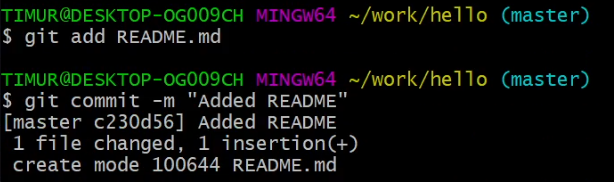 TIMUR@DESKTOP-OG009CH MINGW64 ~/work/hello (master)
$ git add README.md
TIMUR@DESKTOP-OG009CH MINGW64 ~/work/hello (master)
$ git commit -m "Added README"
[master c230d56] Added README
 1 file changed, 1 insertion(+)
 create mode 100644 README.md